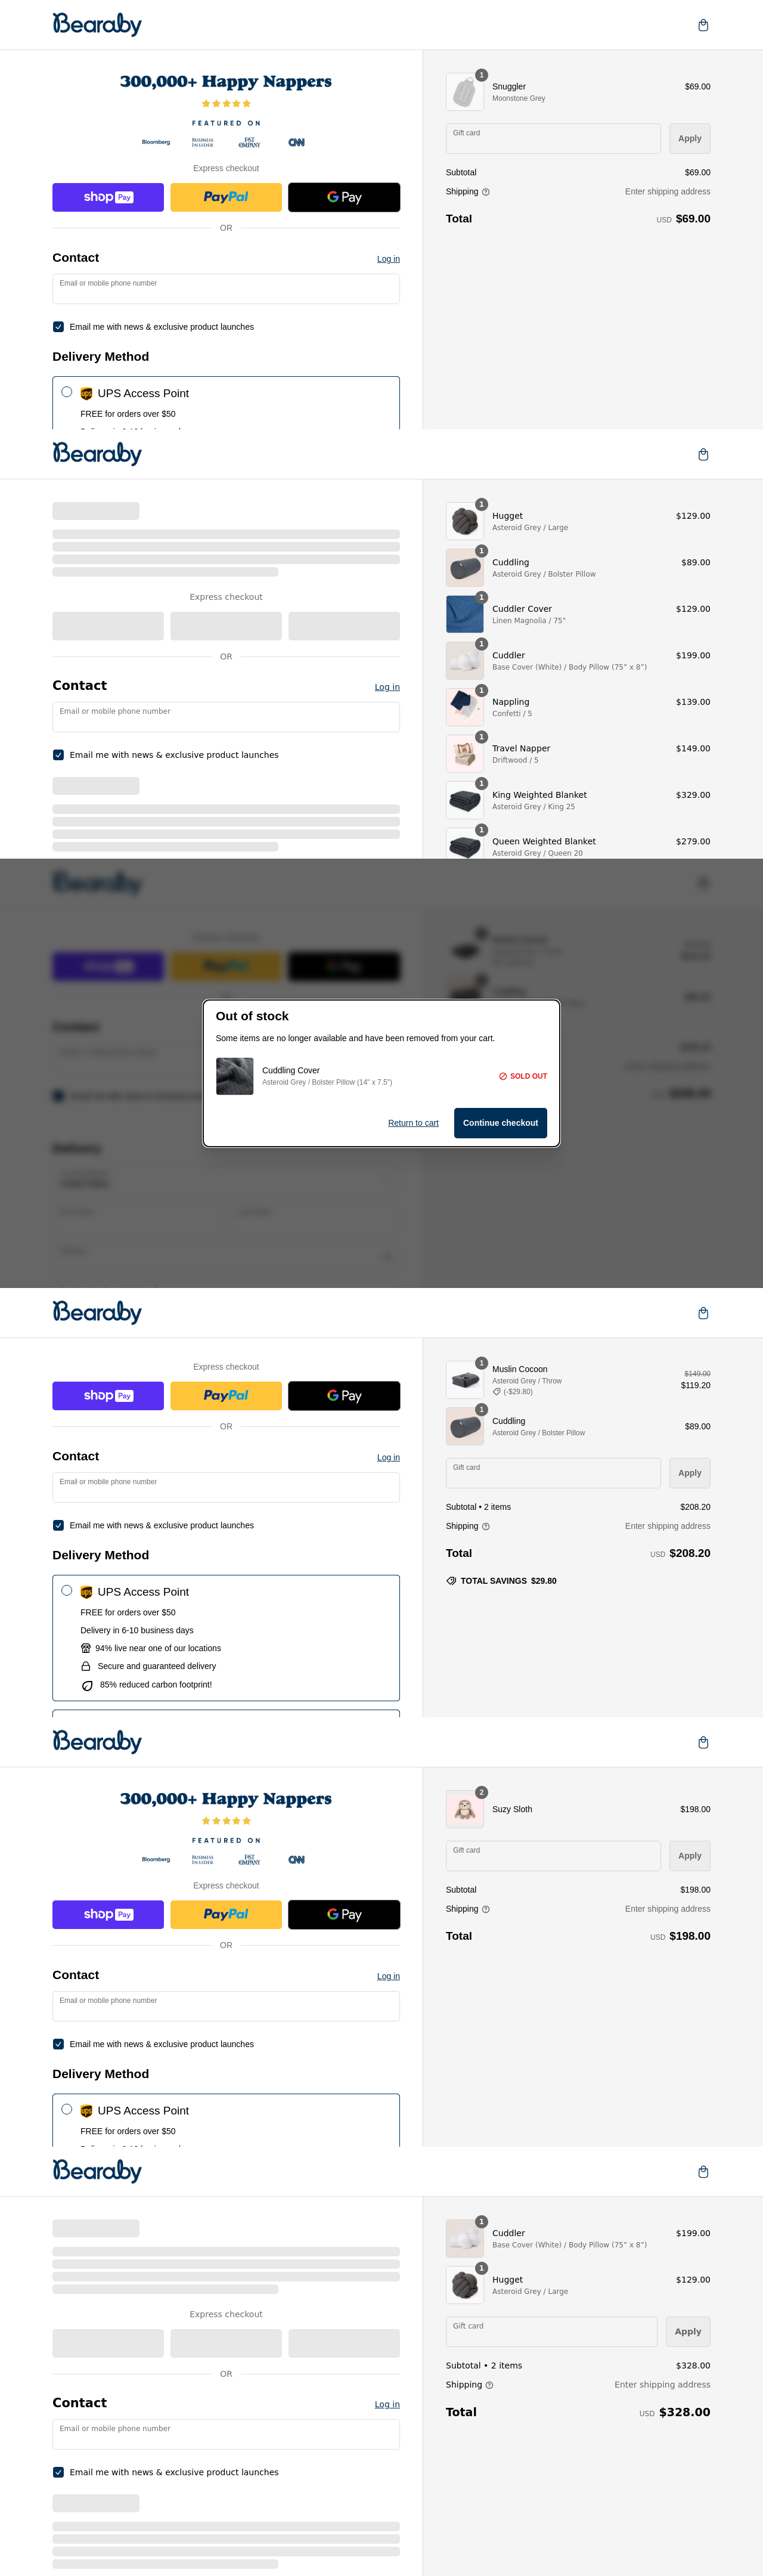 Bearaby
300,000+ Happy Nappers
FEATURED ON
Bloomberg
BUSINESS INSIDER
FAST COMPANY
CNN
Express checkout
shop Pay
PayPal
G Pay
OR
Contact
Log in
Email or mobile phone number
Email me with news & exclusive product launches
Delivery Method
UPS Access Point
FREE for orders over $50
1
Snuggler
$69.00
Moonstone Grey
Gift card
Apply
Subtotal
$69.00
Shipping
Enter shipping address
Total
USD $69.00
Bearaby
Express checkout
OR
Contact
Log in
Email or mobile phone number
Email me with news & exclusive product launches
1
Hugget
$129.00
Asteroid Grey / Large
1
Cuddling
$89.00
Asteroid Grey / Bolster Pillow
1
Cuddler Cover
$129.00
Linen Magnolia / 75"
1
Cuddler
$199.00
Base Cover (White) / Body Pillow (75" x 8")
1
Nappling
$139.00
Confetti / 5
1
Travel Napper
$149.00
Driftwood / 5
1
King Weighted Blanket
$329.00
Asteroid Grey / King 25
1
Queen Weighted Blanket
$279.00
Asteroid Grey / Queen 20
Out of stock
Some items are no longer available and have been removed from your cart.
Cuddling Cover
Asteroid Grey / Bolster Pillow (14" x 7.5")
SOLD OUT
Return to cart
Continue checkout
Bearaby
Express checkout
shop Pay
PayPal
G Pay
OR
Contact
Log in
Email or mobile phone number
Email me with news & exclusive product launches
Delivery Method
UPS Access Point
FREE for orders over $50
Delivery in 6-10 business days
94% live near one of our locations
Secure and guaranteed delivery
85% reduced carbon footprint!
1
Muslin Cocoon
$149.00
Asteroid Grey / Throw
$119.20
(-$29.80)
1
Cuddling
$89.00
Asteroid Grey / Bolster Pillow
Gift card
Apply
Subtotal • 2 items
$208.20
Shipping
Enter shipping address
Total
USD $208.20
TOTAL SAVINGS $29.80
Bearaby
300,000+ Happy Nappers
FEATURED ON
Bloomberg
BUSINESS INSIDER
FAST COMPANY
CNN
Express checkout
shop Pay
PayPal
G Pay
OR
Contact
Log in
Email or mobile phone number
Email me with news & exclusive product launches
Delivery Method
UPS Access Point
FREE for orders over $50
2
Suzy Sloth
$198.00
Gift card
Apply
Subtotal
$198.00
Shipping
Enter shipping address
Total
USD $198.00
Bearaby
Express checkout
OR
Contact
Log in
Email or mobile phone number
Email me with news & exclusive product launches
1
Cuddler
$199.00
Base Cover (White) / Body Pillow (75" x 8")
1
Hugget
$129.00
Asteroid Grey / Large
Gift card
Apply
Subtotal • 2 items
$328.00
Shipping
Enter shipping address
Total
USD $328.00